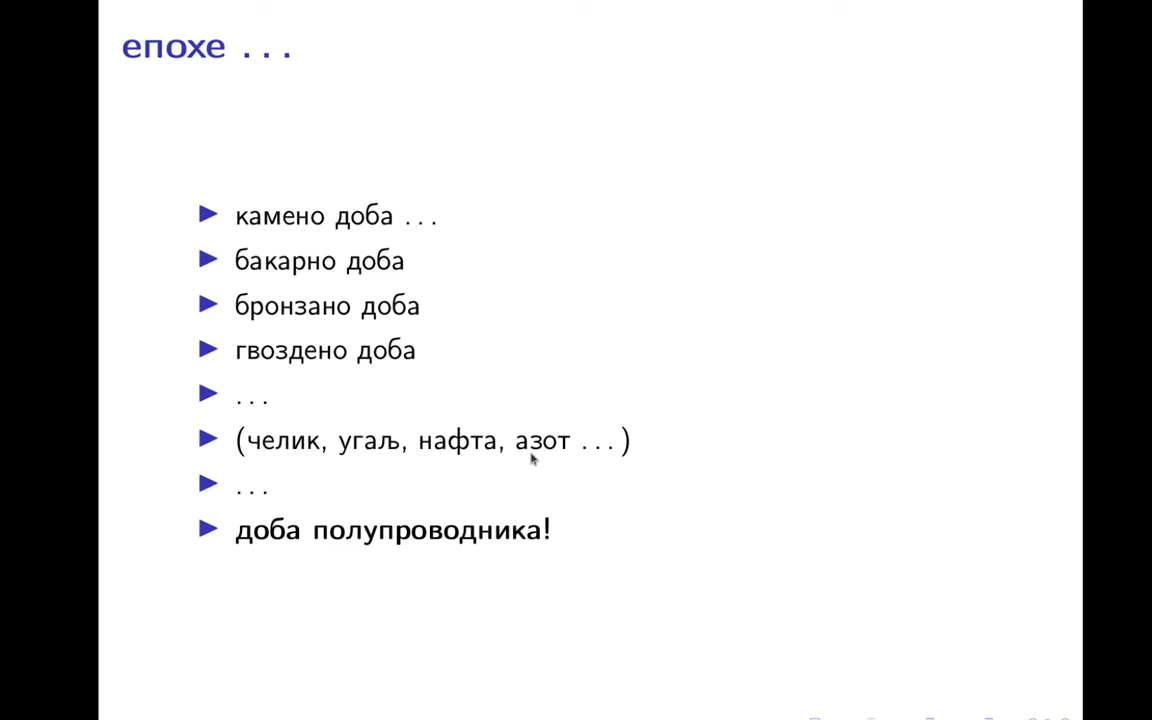 епохе . . .
камено доба . . .
бакарно доба
бронзано доба
гвоздено доба
. . .
(челик, угаљ, нафта, азот . . . )
. . .
доба полупроводника!